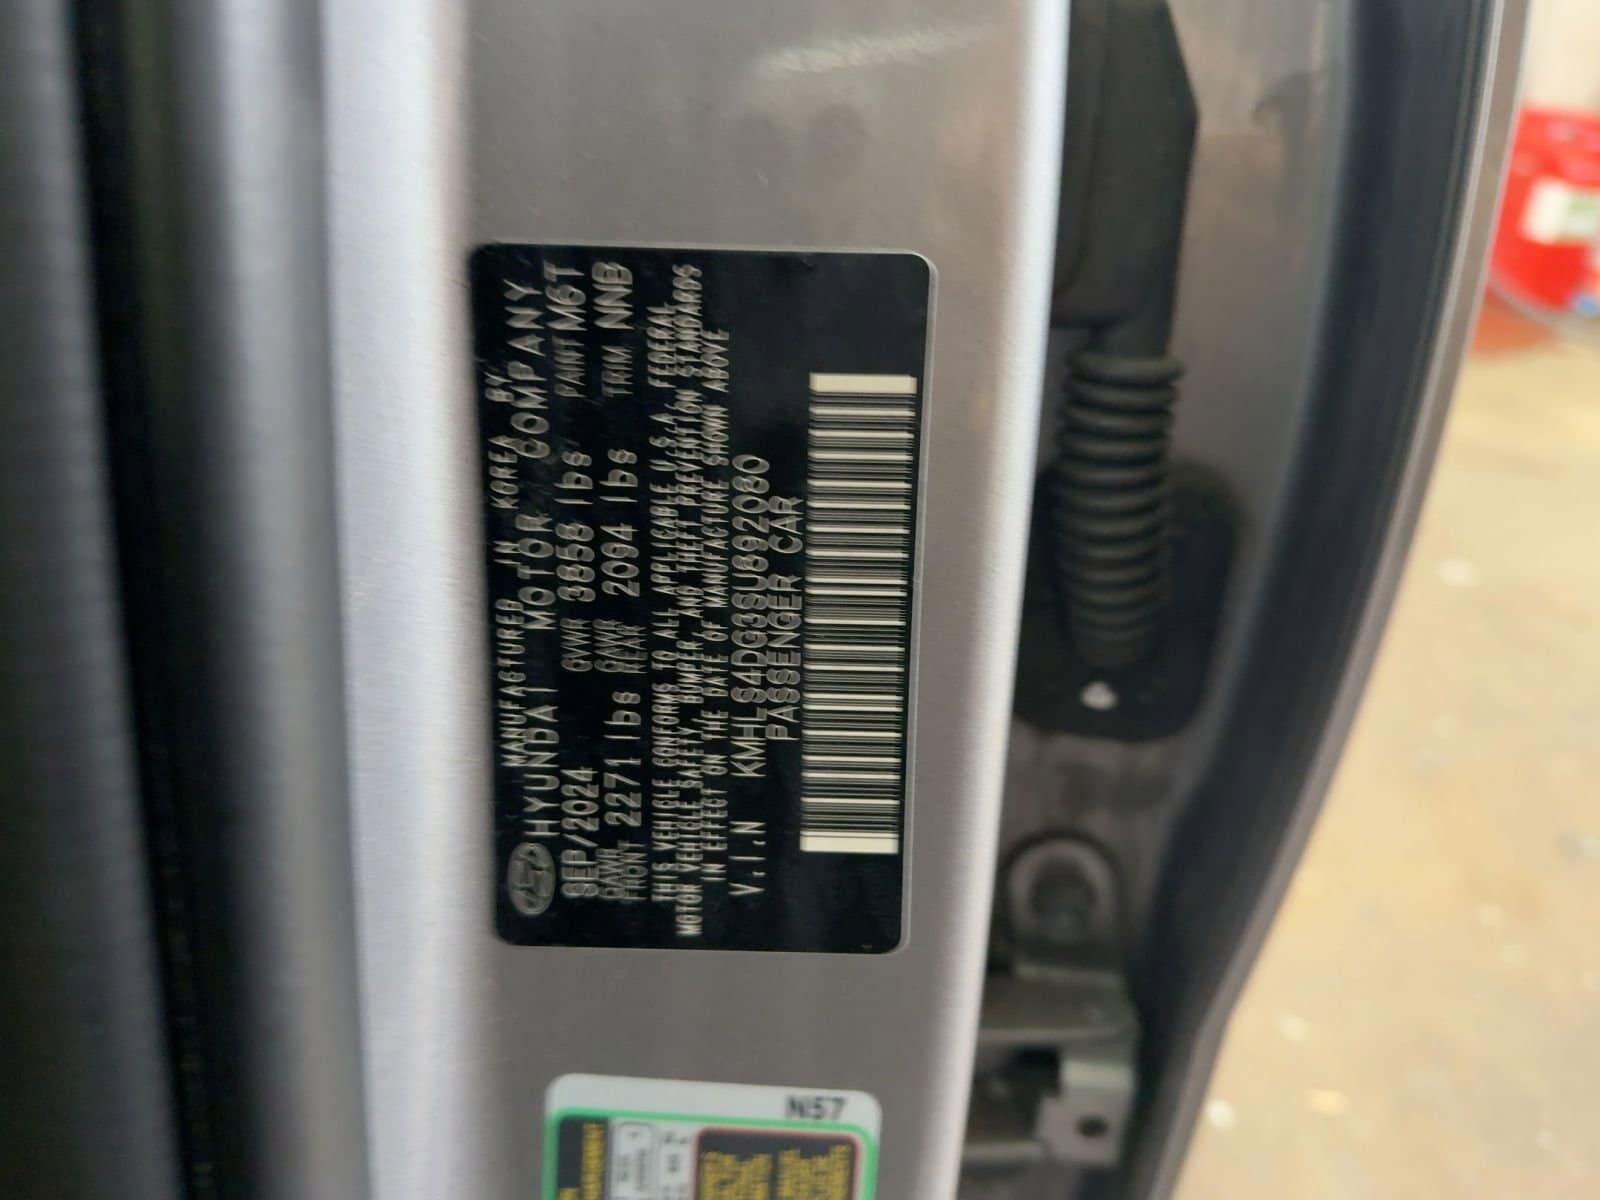 MANUFACTURED IN KOREA BY
HYUNDAI MOTOR COMPANY
SEP/2024 GVWR 3858 lbs PAINT M6T
GAWR FRONT 2271 lbs GAWR REAR 2094 lbs TRIM NNB
THIS VEHICLE CONFORMS TO ALL APPLICABLE U.S.A FEDERAL
MOTOR VEHICLE SAFETY, BUMPER, AND THEFT PREVENTION STANDARDS
IN EFFECT ON THE DATE OF MANUFACTURE SHOWN ABOVE
V.I.N KMHLS4DG3SU892080
PASSENGER CAR
N57